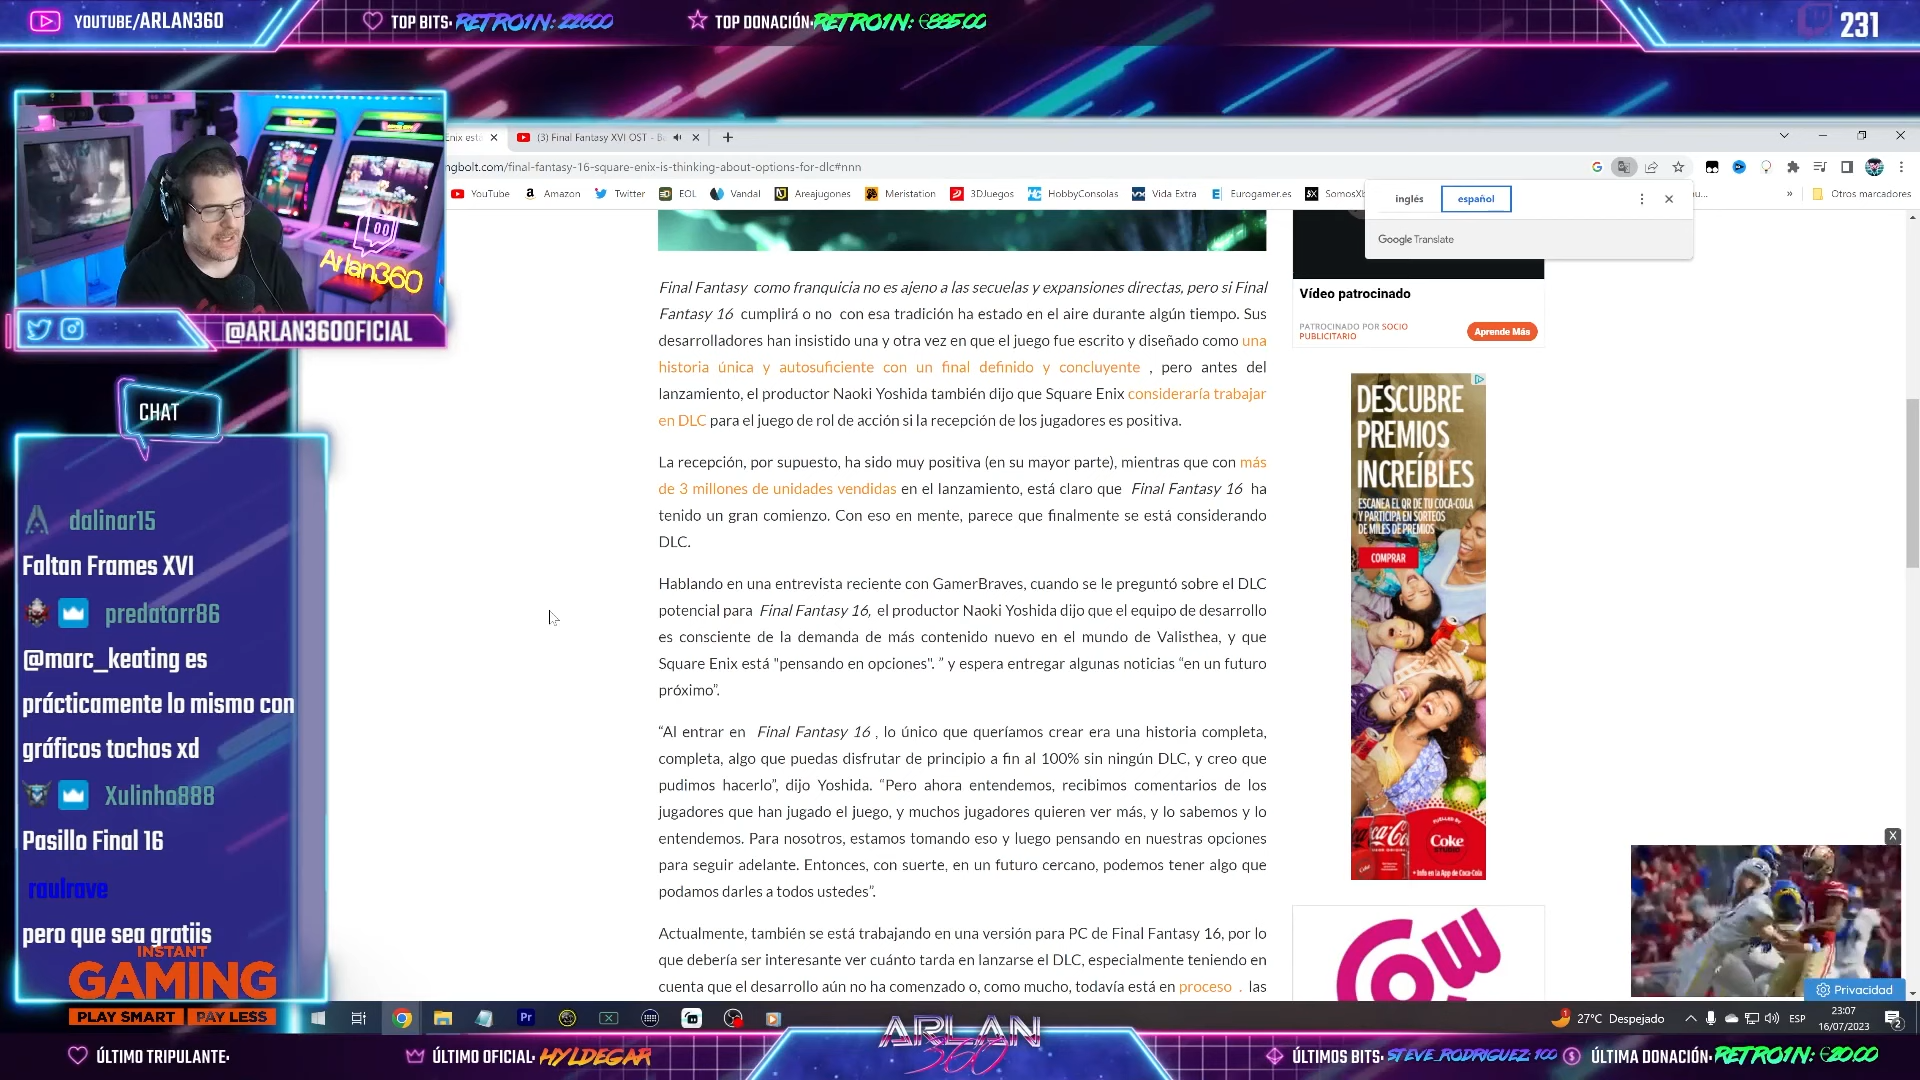 YOUTUBE/ARLAN360
TOP BITS: RETRO1N: 22600
TOP DONACIÓN: RETRO1N: €885.00
231
Enix está
(3) Final Fantasy XVI OST - B
ngbolt.com/final-fantasy-16-square-enix-is-thinking-about-options-for-dlc#nnn
YouTube
Amazon
Twitter
EOL
Vandal
Areajugones
Meristation
3DJuegos
HobbyConsolas
Vida Extra
Eurogamer.es
SomosXb
Otros marcadores
inglés
español
Google Translate
Arlan360
@ARLAN360OFICIAL
CHAT
dalinar15
Faltan Frames XVI
predatorr86
@marc_keating es
prácticamente lo mismo con
gráficos tochos xd
Xulinho888
Pasillo Final 16
raulrave
pero que sea gratiis
INSTANT
GAMING
PLAY SMART | PAY LESS
Final Fantasy como franquicia no es ajeno a las secuelas y expansiones directas, pero si Final
Fantasy 16 cumplirá o no con esa tradición ha estado en el aire durante algún tiempo. Sus
desarrolladores han insistido una y otra vez en que el juego fue escrito y diseñado como una
historia única y autosuficiente con un final definido y concluyente , pero antes del
lanzamiento, el productor Naoki Yoshida también dijo que Square Enix consideraría trabajar
en DLC para el juego de rol de acción si la recepción de los jugadores es positiva.
La recepción, por supuesto, ha sido muy positiva (en su mayor parte), mientras que con más
de 3 millones de unidades vendidas en el lanzamiento, está claro que Final Fantasy 16 ha
tenido un gran comienzo. Con eso en mente, parece que finalmente se está considerando
DLC.
Hablando en una entrevista reciente con GamerBraves, cuando se le preguntó sobre el DLC
potencial para Final Fantasy 16, el productor Naoki Yoshida dijo que el equipo de desarrollo
es consciente de la demanda de más contenido nuevo en el mundo de Valisthea, y que
Square Enix está "pensando en opciones". ” y espera entregar algunas noticias “en un futuro
próximo”.
“Al entrar en Final Fantasy 16 , lo único que queríamos crear era una historia completa,
completa, algo que puedas disfrutar de principio a fin al 100% sin ningún DLC, y creo que
pudimos hacerlo”, dijo Yoshida. “Pero ahora entendemos, recibimos comentarios de los
jugadores que han jugado el juego, y muchos jugadores quieren ver más, y lo sabemos y lo
entendemos. Para nosotros, estamos tomando eso y luego pensando en nuestras opciones
para seguir adelante. Entonces, con suerte, en un futuro cercano, podemos tener algo que
podamos darles a todos ustedes”.
Actualmente, también se está trabajando en una versión para PC de Final Fantasy 16, por lo
que debería ser interesante ver cuánto tarda en lanzarse el DLC, especialmente teniendo en
cuenta que el desarrollo aún no ha comenzado o, como mucho, todavía está en proceso . las
Vídeo patrocinado
PATROCINADO POR SOCIO
PUBLICITARIO
Aprende Más
DESCUBRE
PREMIOS
INCREÍBLES
ESCANEA EL QR DE TU COCA-COLA
Y PARTICIPA EN SORTEOS
DE MILES DE PREMIOS
COMPRAR
Coca-Cola
FUELLED BY
Coke
STUDIO
+ Info en la App de Coca-Cola
COW
X
Privacidad
Pr
27°C Despejado
ESP
23:07
16/07/2023
2
ÚLTIMO TRIPULANTE:
ÚLTIMO OFICIAL: HYLDEGAR
ARLAN
360
ÚLTIMOS BITS: STEVE_RODRIGUEZ: 100
ÚLTIMA DONACIÓN: RETRO1N: €20.00